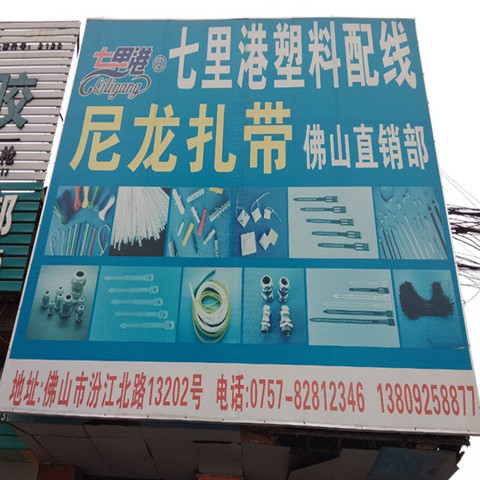 七里港 ®
Qiligang
七里港塑料配线
尼龙扎带 佛山直销部
地址:佛山市汾江北路13202号 电话:0757-82812346 13809258877
胶